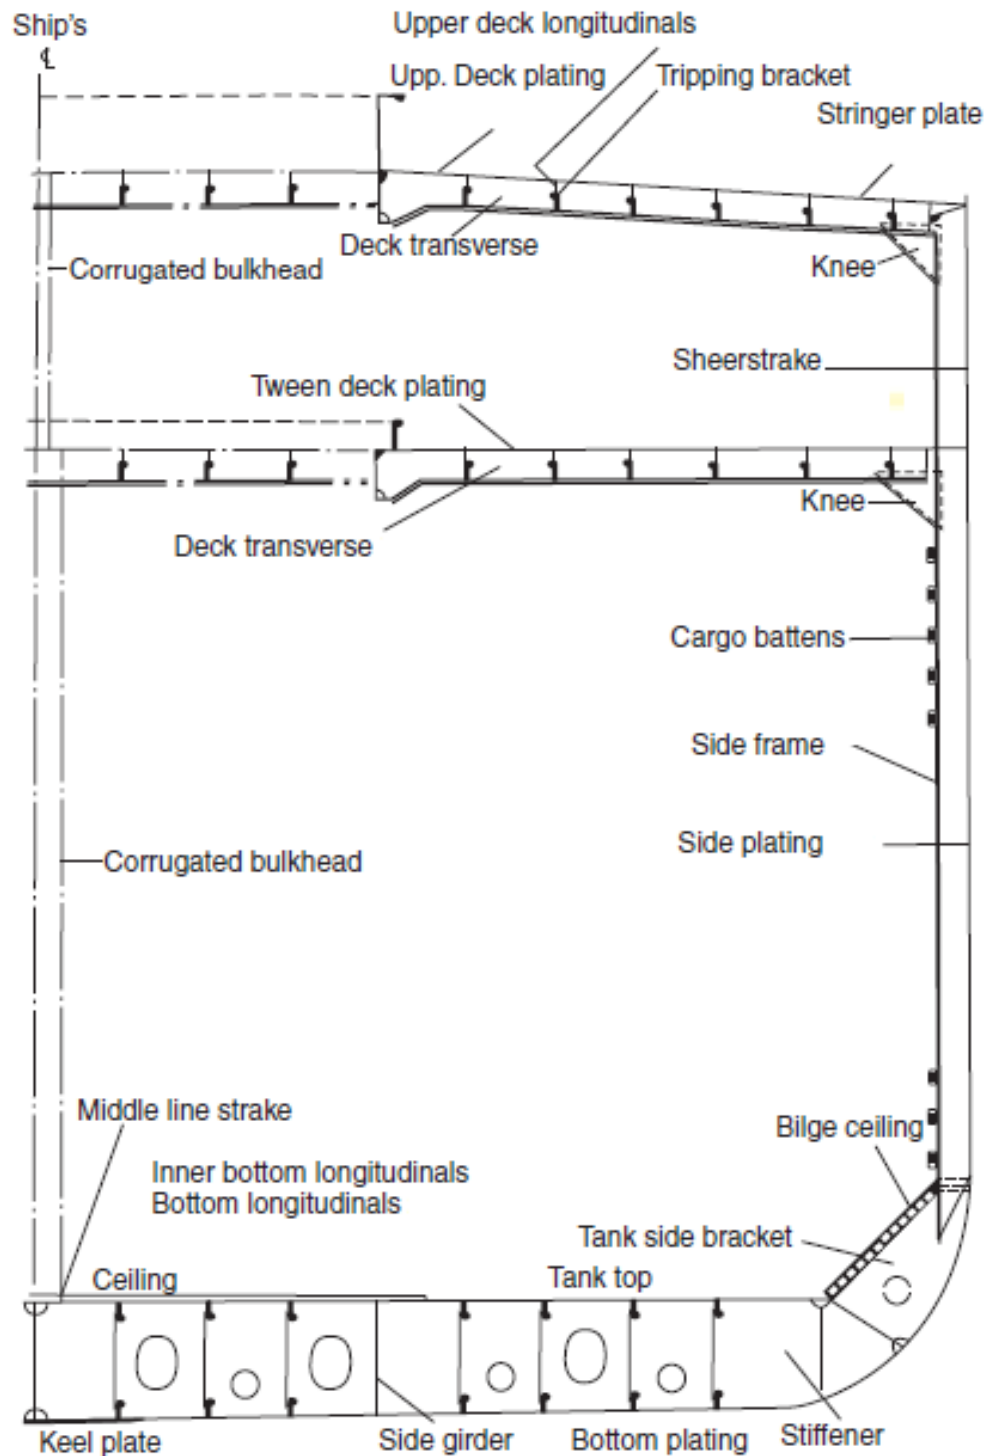 Ship's
℄
Upper deck longitudinals
Upp. Deck plating
Tripping bracket
Stringer plate
Deck transverse
Corrugated bulkhead
Knee
Sheerstrake
Tween deck plating
Knee
Deck transverse
Cargo battens
Side frame
Side plating
Corrugated bulkhead
Middle line strake
Bilge ceiling
Inner bottom longitudinals
Bottom longitudinals
Tank side bracket
Ceiling
Tank top
Keel plate
Side girder
Bottom plating
Stiffener